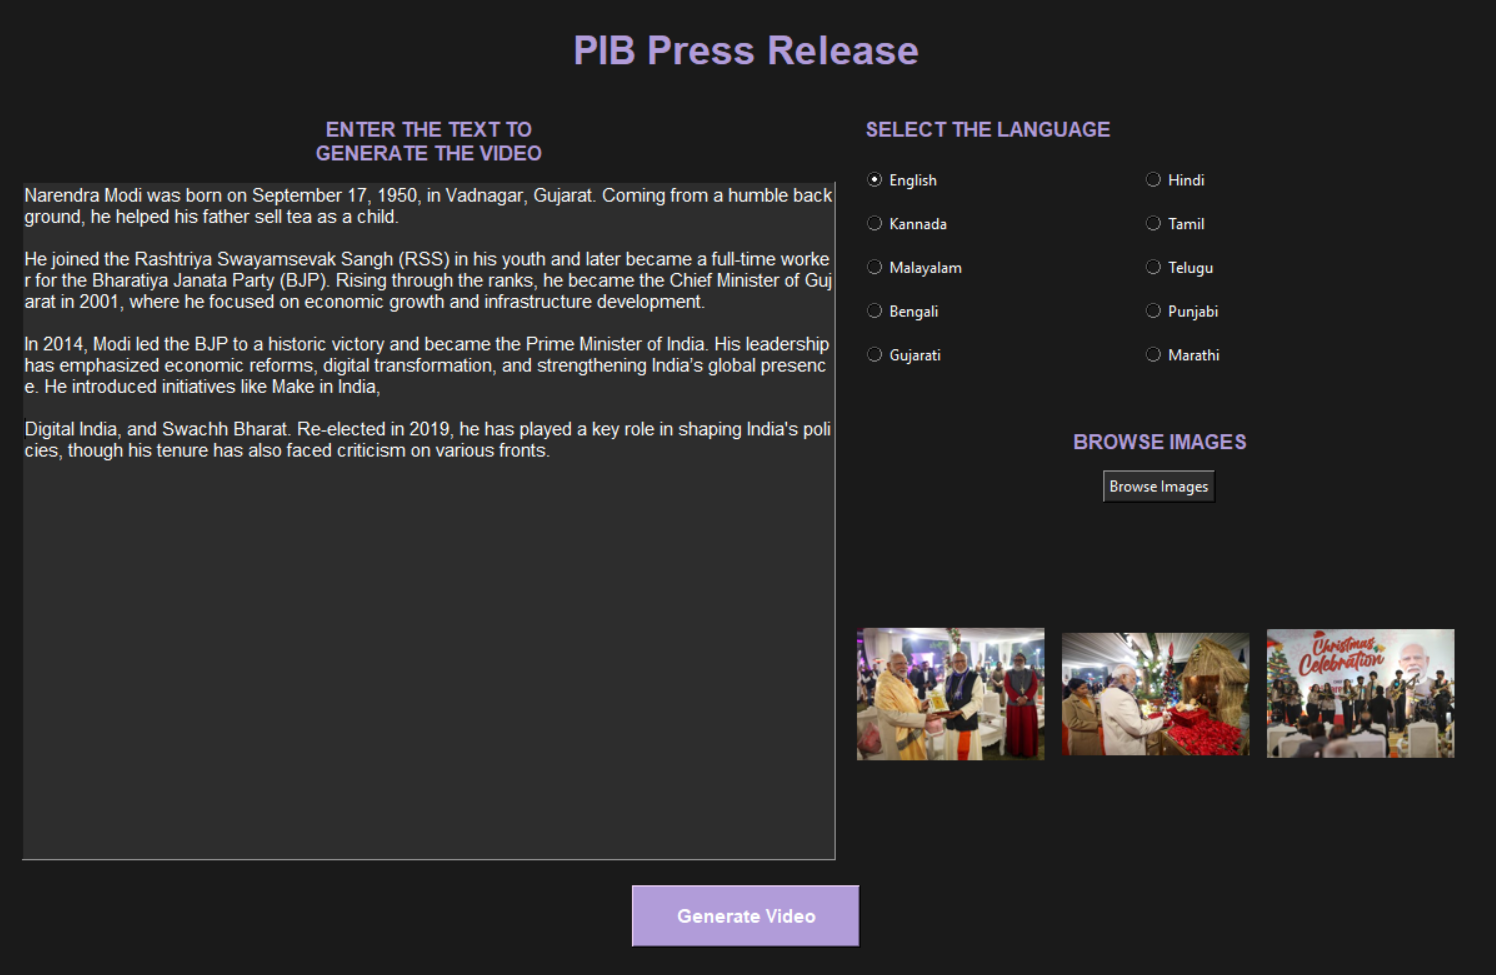 PIB Press Release
ENTER THE TEXT TO
GENERATE THE VIDEO
Narendra Modi was born on September 17, 1950, in Vadnagar, Gujarat. Coming from a humble back
ground, he helped his father sell tea as a child.
He joined the Rashtriya Swayamsevak Sangh (RSS) in his youth and later became a full-time worke
r for the Bharatiya Janata Party (BJP). Rising through the ranks, he became the Chief Minister of Guj
arat in 2001, where he focused on economic growth and infrastructure development.
In 2014, Modi led the BJP to a historic victory and became the Prime Minister of India. His leadership
has emphasized economic reforms, digital transformation, and strengthening India's global presenc
e. He introduced initiatives like Make in India,
Digital India, and Swachh Bharat. Re-elected in 2019, he has played a key role in shaping India's poli
cies, though his tenure has also faced criticism on various fronts.
SELECT THE LANGUAGE
English
Hindi
Kannada
Tamil
Malayalam
Telugu
Bengali
Punjabi
Gujarati
Marathi
BROWSE IMAGES
Browse Images
Christmas
Celebration
Generate Video